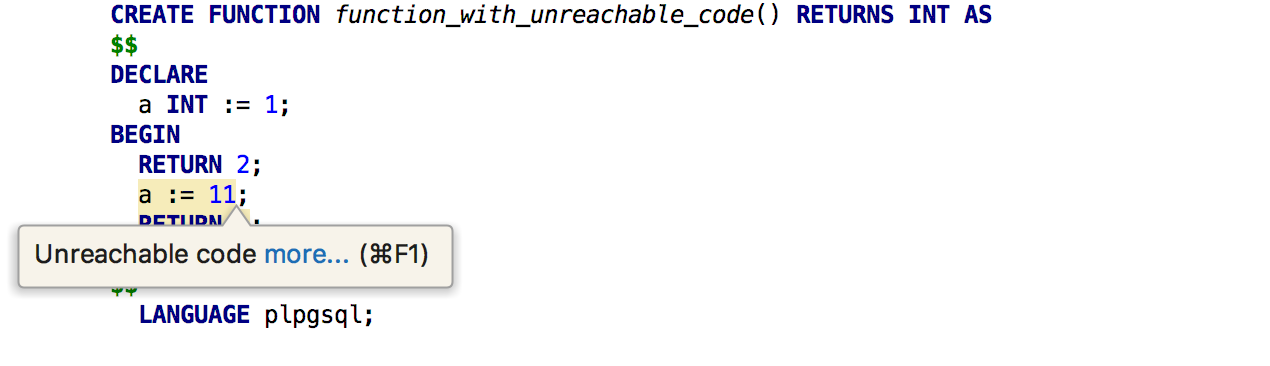 CREATE FUNCTION function_with_unreachable_code() RETURNS INT AS
$$
DECLARE
a INT := 1;
BEGIN
RETURN 2;
a := 11;
RETURN ;
Unreachable code more... (⌘F1)
$$
LANGUAGE plpgsql;